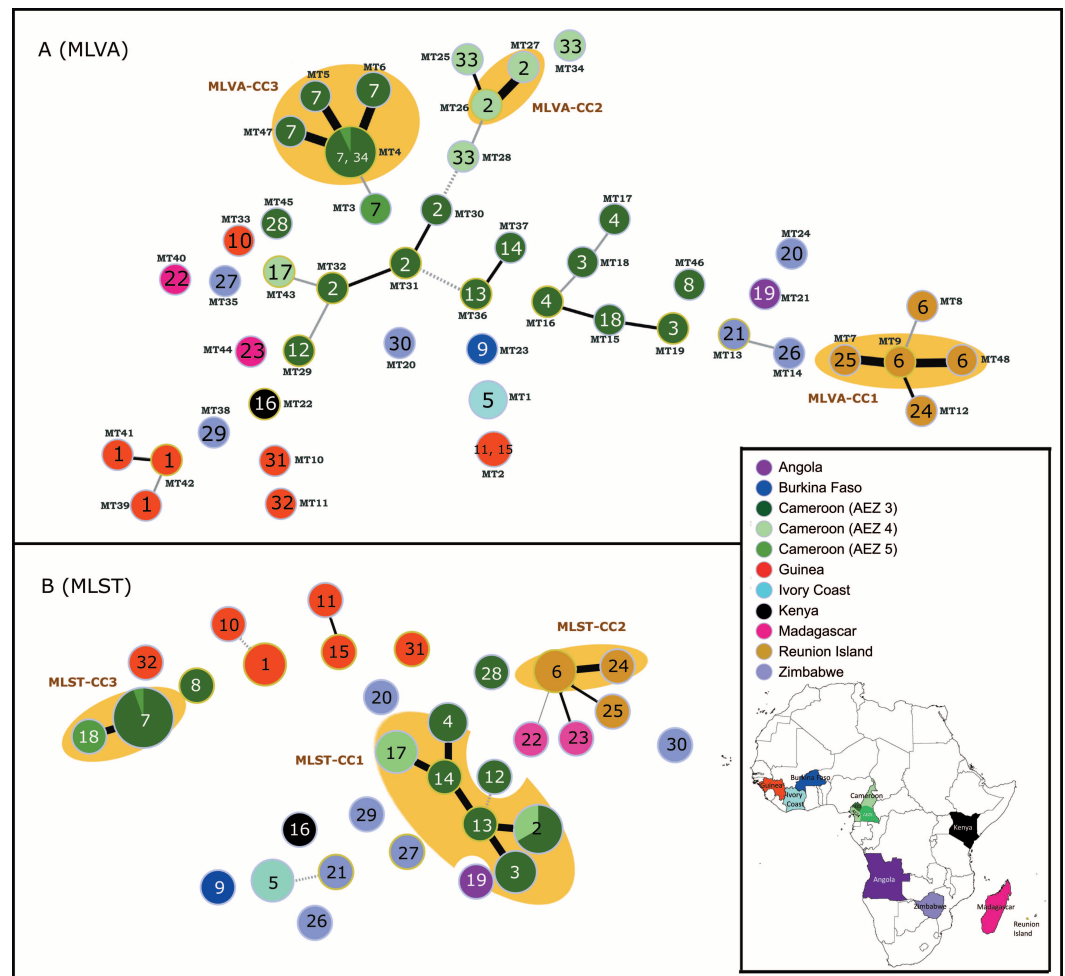 A (MLVA)
MT25
33
MT27
2
33
MT34
MLVA-CC3
MT5
7
MT6
7
MT26
2
MLVA-CC2
MT47
7
7, 34
MT4
33
MT28
MT3
7
2
MT30
MT45
28
MT33
10
MT37
14
MT17
4
MT24
20
MT40
22
27
MT35
17
MT43
MT32
2
2
MT31
13
MT36
3
MT18
MT46
8
19
MT21
4
MT16
18
MT15
3
MT19
MT8
6
21
MT13
26
MT14
MT7
25
MT9
6
6
MT48
MLVA-CC1
24
MT12
MT44
23
12
MT29
30
MT20
9
MT23
16
MT22
5
MT1
MT38
29
11, 15
MT2
MT41
1
1
MT42
MT39
1
31
MT10
32
MT11
Angola
Burkina Faso
Cameroon (AEZ 3)
Cameroon (AEZ 4)
Cameroon (AEZ 5)
Guinea
Ivory Coast
Kenya
Madagascar
Reunion Island
Zimbabwe
Guinea
Ivory
Coast
Burkina Faso
Cameroon
Kenya
Angola
Zimbabwe
Madagascar
Reunion
Island
B (MLST)
11
10
15
31
MLST-CC2
32
1
28
6
24
MLST-CC3
8
20
25
18
7
4
22
23
30
MLST-CC1
17
14
12
29
13
2
16
27
3
9
5
21
19
26